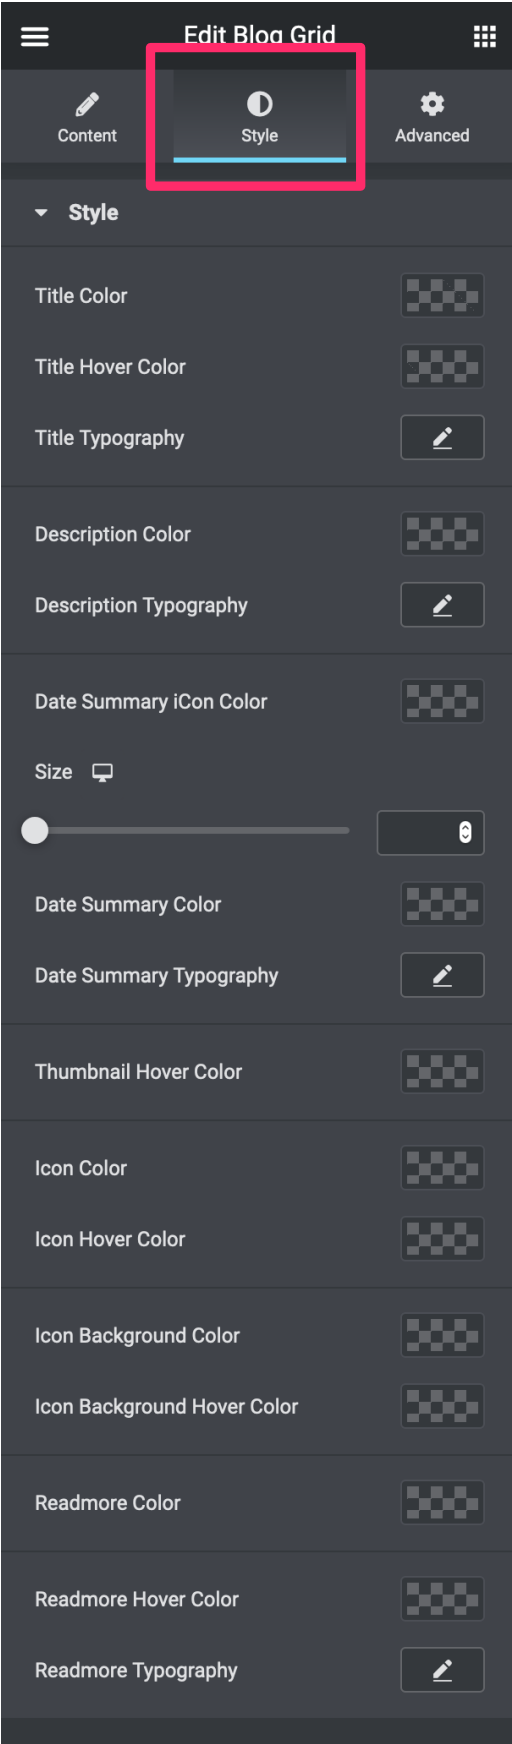 Edit Blog Grid
Content
Style
Advanced
Style
Title Color
Title Hover Color
Title Typography
Description Color
Description Typography
Date Summary iCon Color
Size
Date Summary Color
Date Summary Typography
Thumbnail Hover Color
Icon Color
Icon Hover Color
Icon Background Color
Icon Background Hover Color
Readmore Color
Readmore Hover Color
Readmore Typography